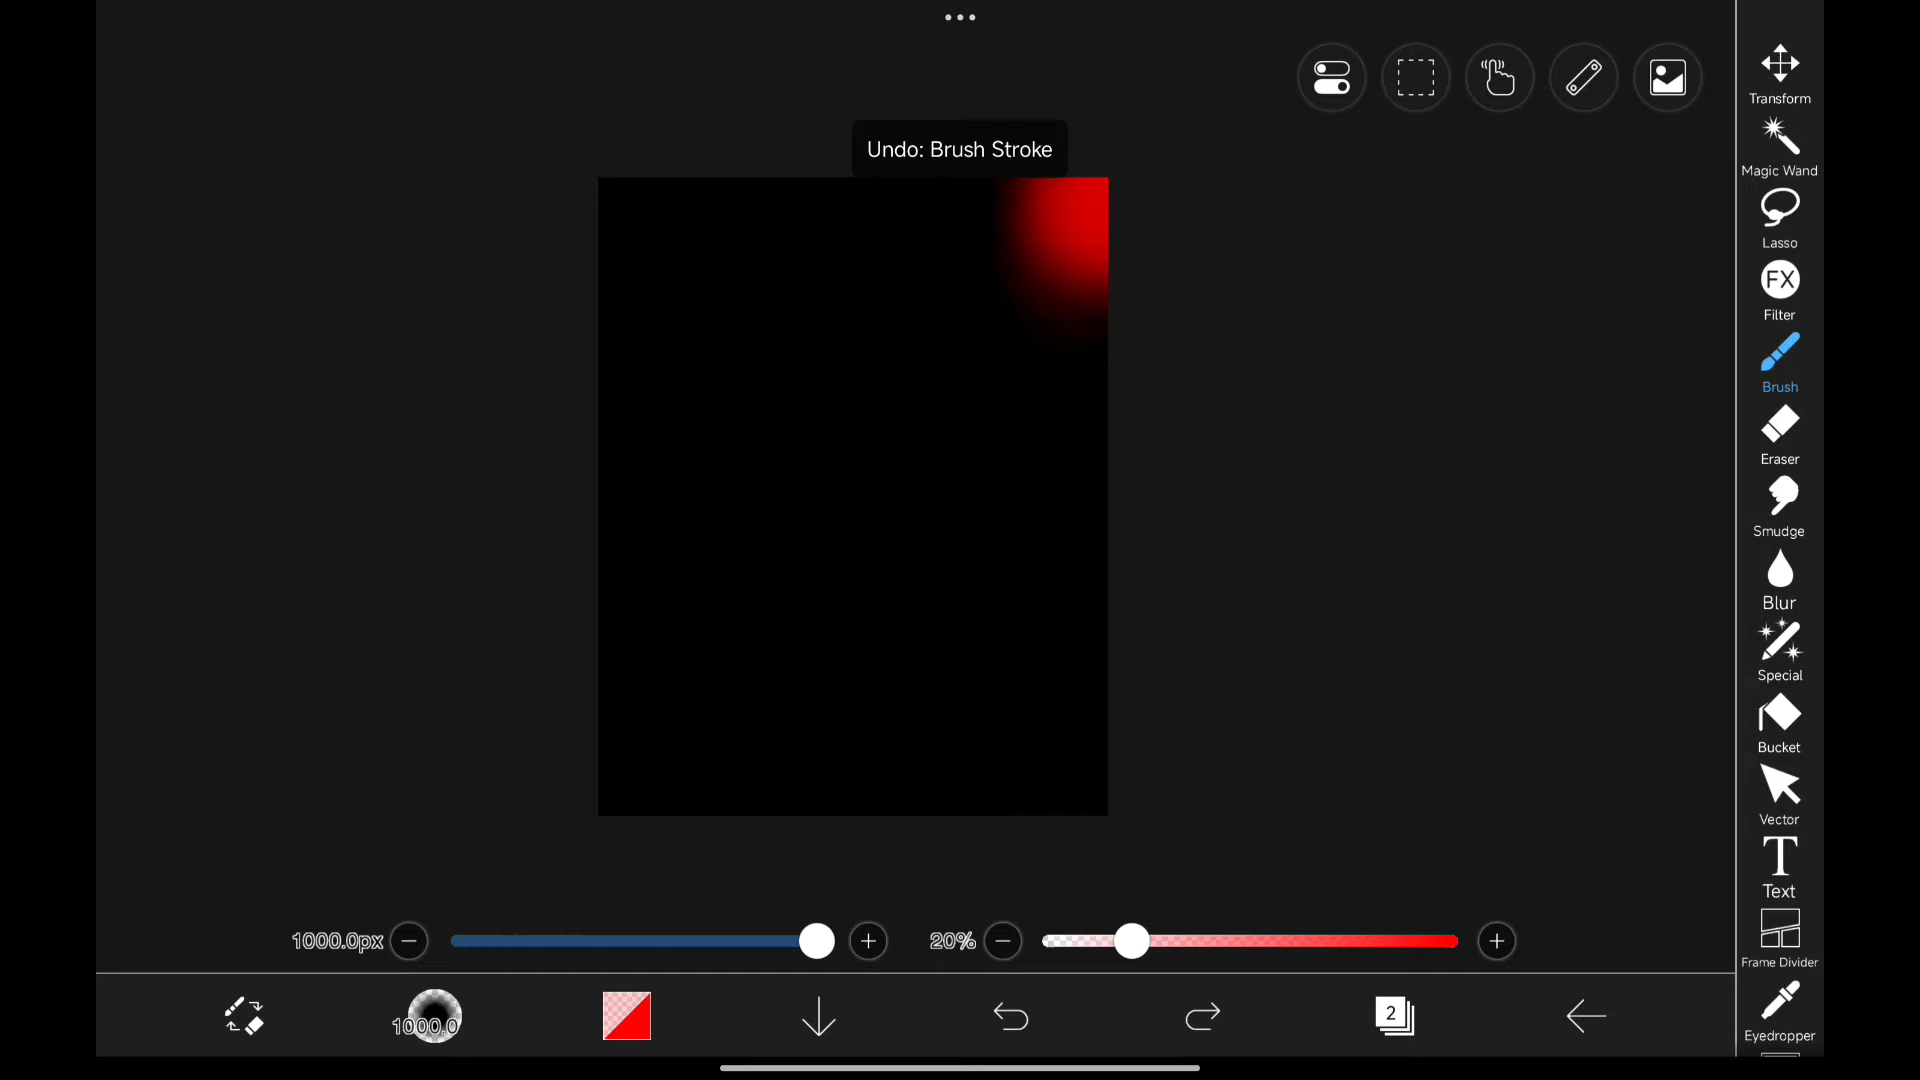 Undo: Brush Stroke
Transform
Magic Wand
Lasso
FX
Filter
Brush
Eraser
Smudge
Blur
Special
Bucket
Vector
T
Text
Frame Divider
Eyedropper
1000.0px
20%
1000.0
2